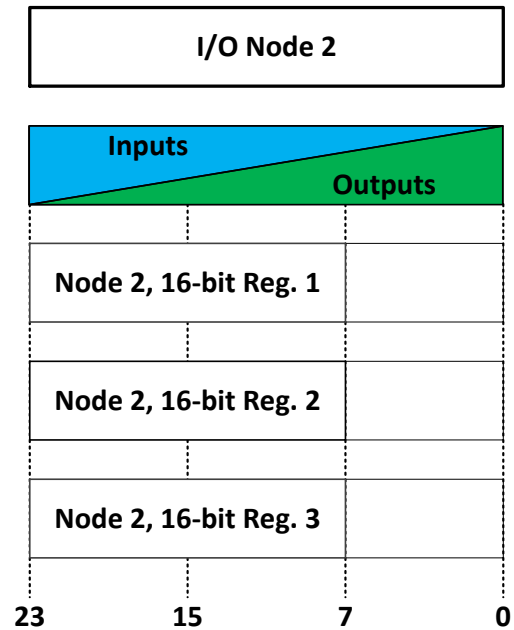 I/O Node 2
Inputs
Outputs
Node 2, 16-bit Reg. 1
Node 2, 16-bit Reg. 2
Node 2, 16-bit Reg. 3
23 15 7 0